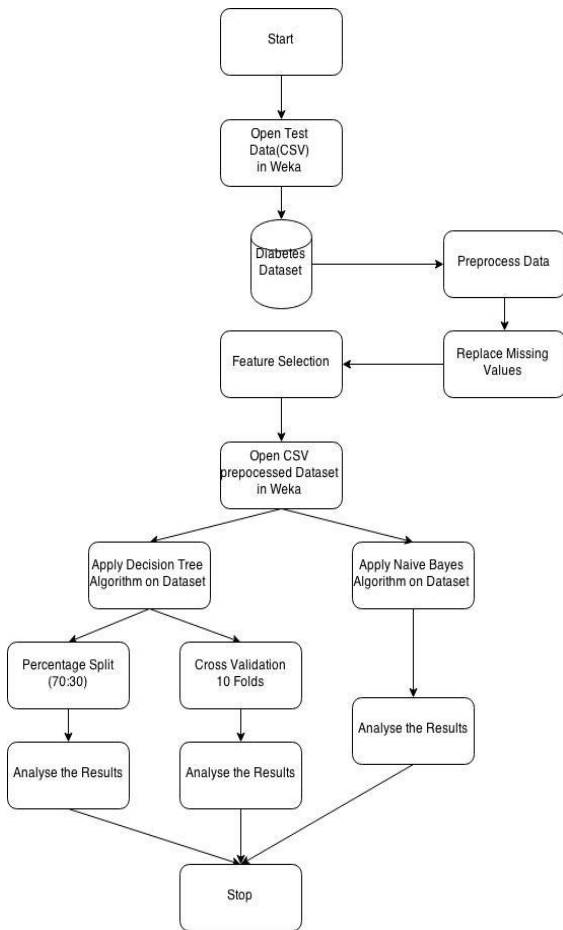 Start
Open Test
Data(CSV)
in Weka
Diabetes
Dataset
Preprocess Data
Replace Missing
Values
Feature Selection
Open CSV
prepocessed Dataset
in Weka
Apply Decision Tree
Algorithm on Dataset
Apply Naive Bayes
Algorithm on Dataset
Percentage Split
(70:30)
Cross Validation
10 Folds
Analyse the Results
Analyse the Results
Analyse the Results
Stop